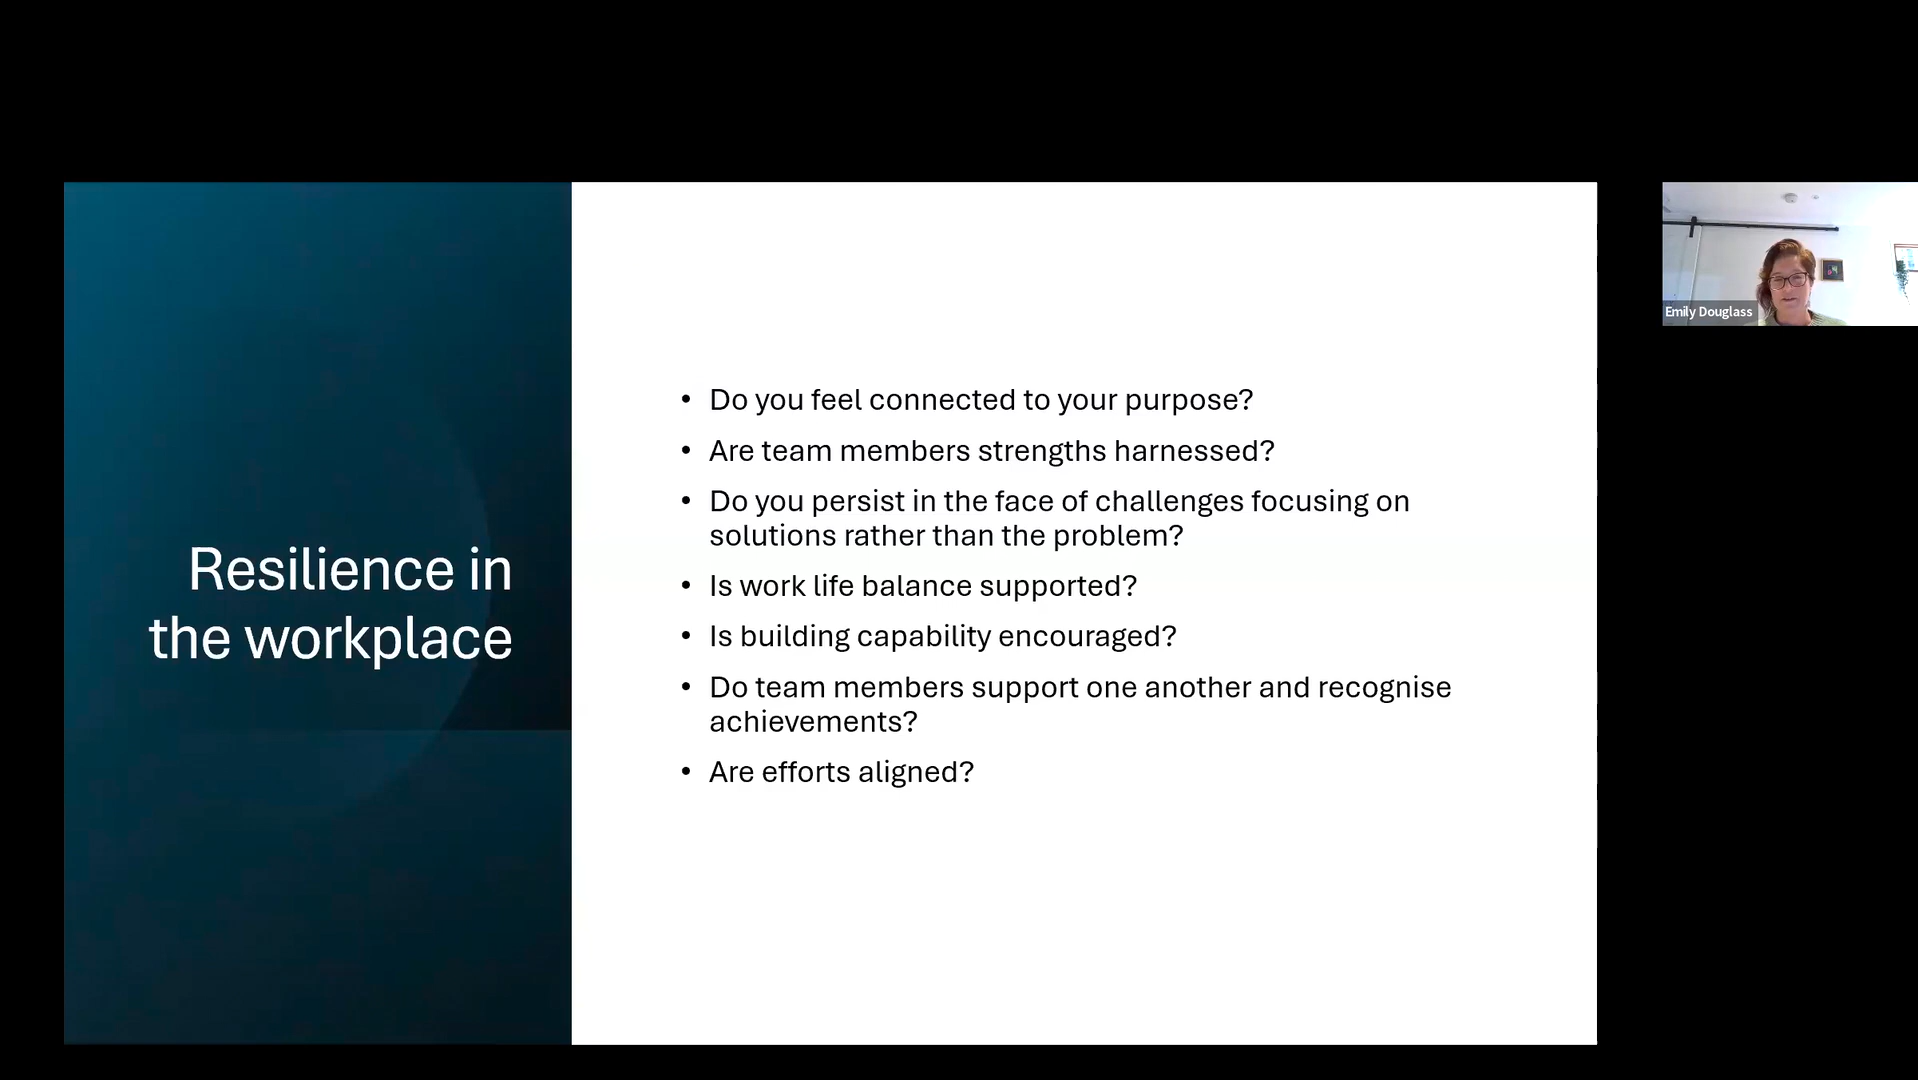 Resilience in
the workplace
• Do you feel connected to your purpose?
• Are team members strengths harnessed?
• Do you persist in the face of challenges focusing on
solutions rather than the problem?
• Is work life balance supported?
• Is building capability encouraged?
• Do team members support one another and recognise
achievements?
• Are efforts aligned?
Emily Douglass